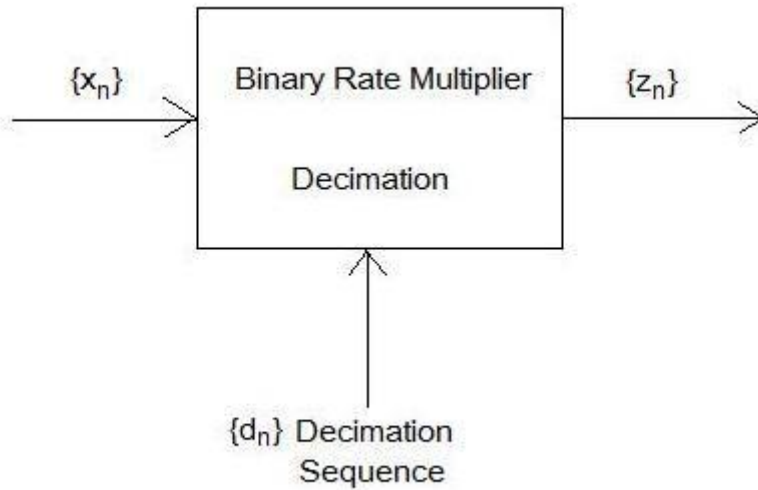 {xₙ}
Binary Rate Multiplier
{zₙ}
Decimation
{dₙ} Decimation
Sequence